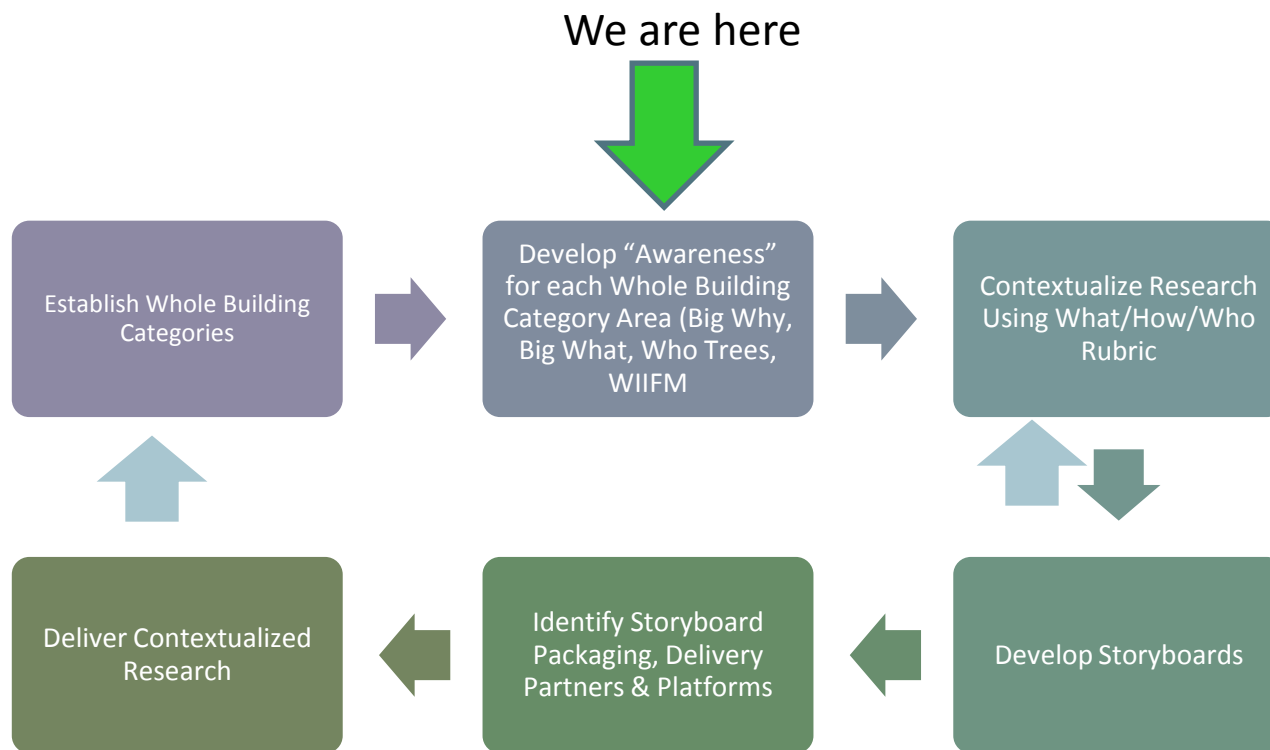 We are here
Establish Whole Building
Categories
Develop “Awareness”
for each Whole Building
Category Area (Big Why,
Big What, Who Trees,
WIIFM
Contextualize Research
Using What/How/Who
Rubric
Deliver Contextualized
Research
Identify Storyboard
Packaging, Delivery
Partners & Platforms
Develop Storyboards